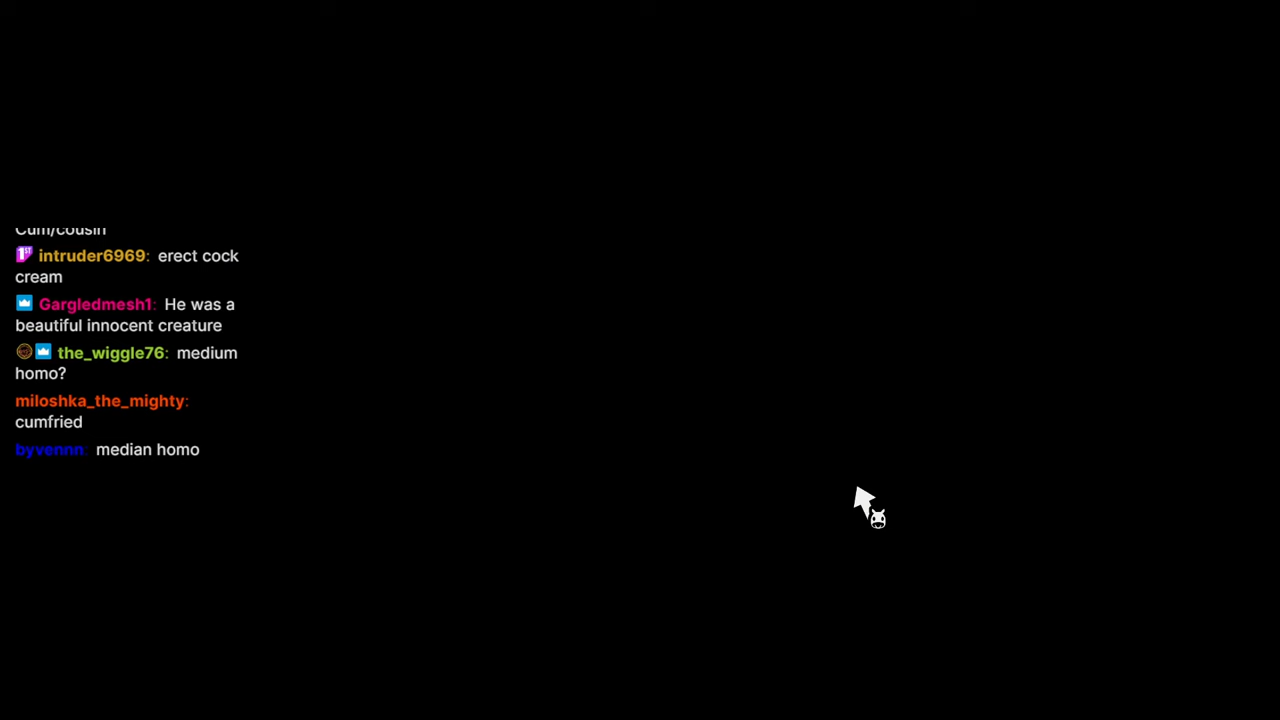 Cum/cousin
intruder6969: erect cock
cream
Gargledmesh1: He was a
beautiful innocent creature
the_wiggle76: medium
homo?
miloshka_the_mighty:
cumfried
byvennn: median homo